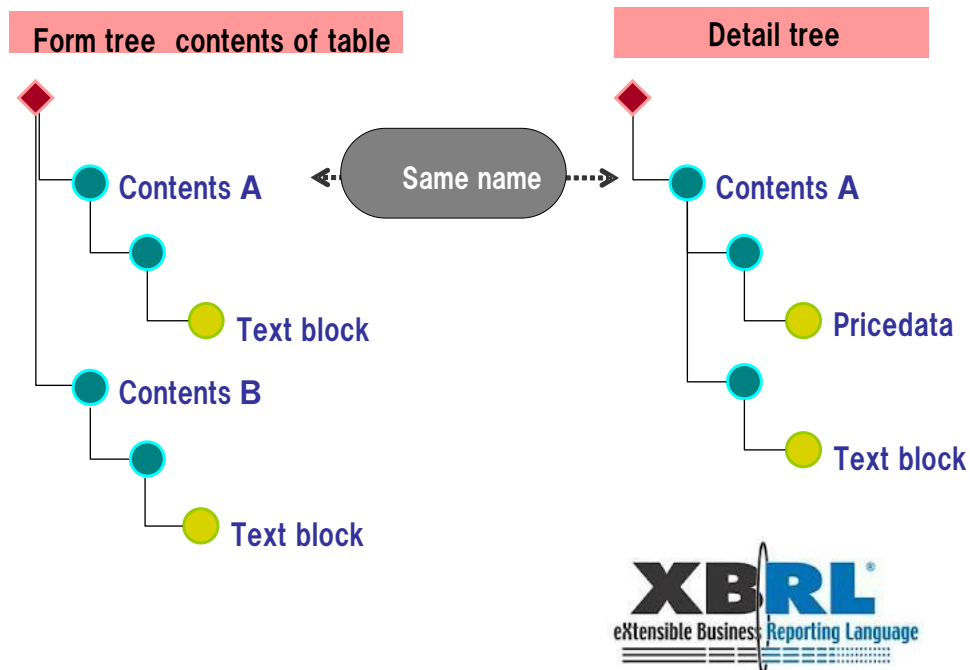 Form tree  contents of table
Detail tree
Same name
Contents A
Text block
Contents B
Text block
Contents A
Pricedata
Text block
XBRL®
eXtensible Business Reporting Language